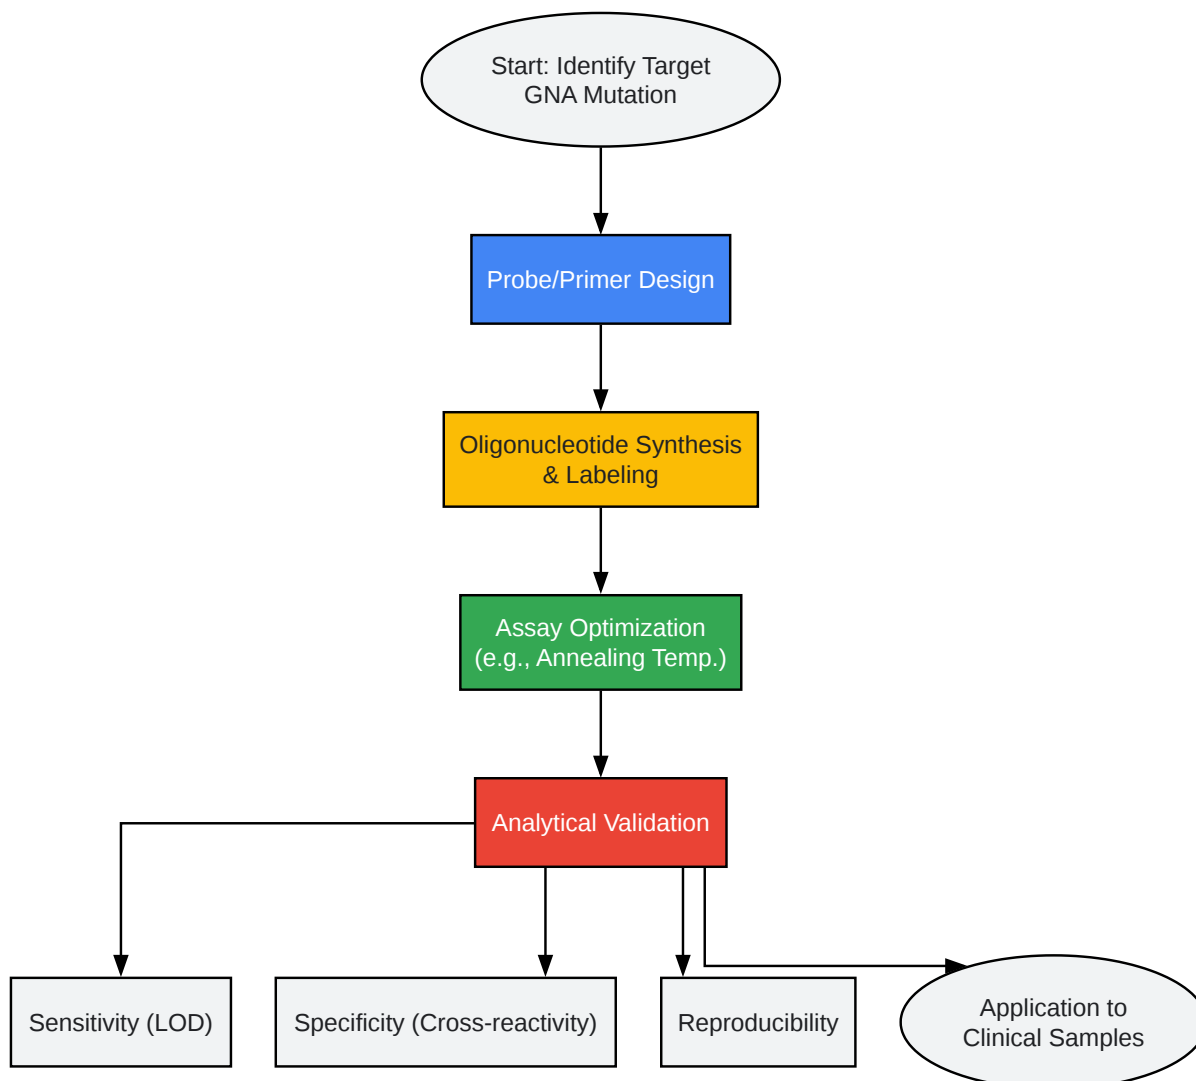 Start: Identify Target
GNA Mutation
Probe/Primer Design
Oligonucleotide Synthesis
& Labeling
Assay Optimization
(e.g., Annealing Temp.)
Analytical Validation
Sensitivity (LOD)
Specificity (Cross-reactivity)
Reproducibility
Application to
Clinical Samples